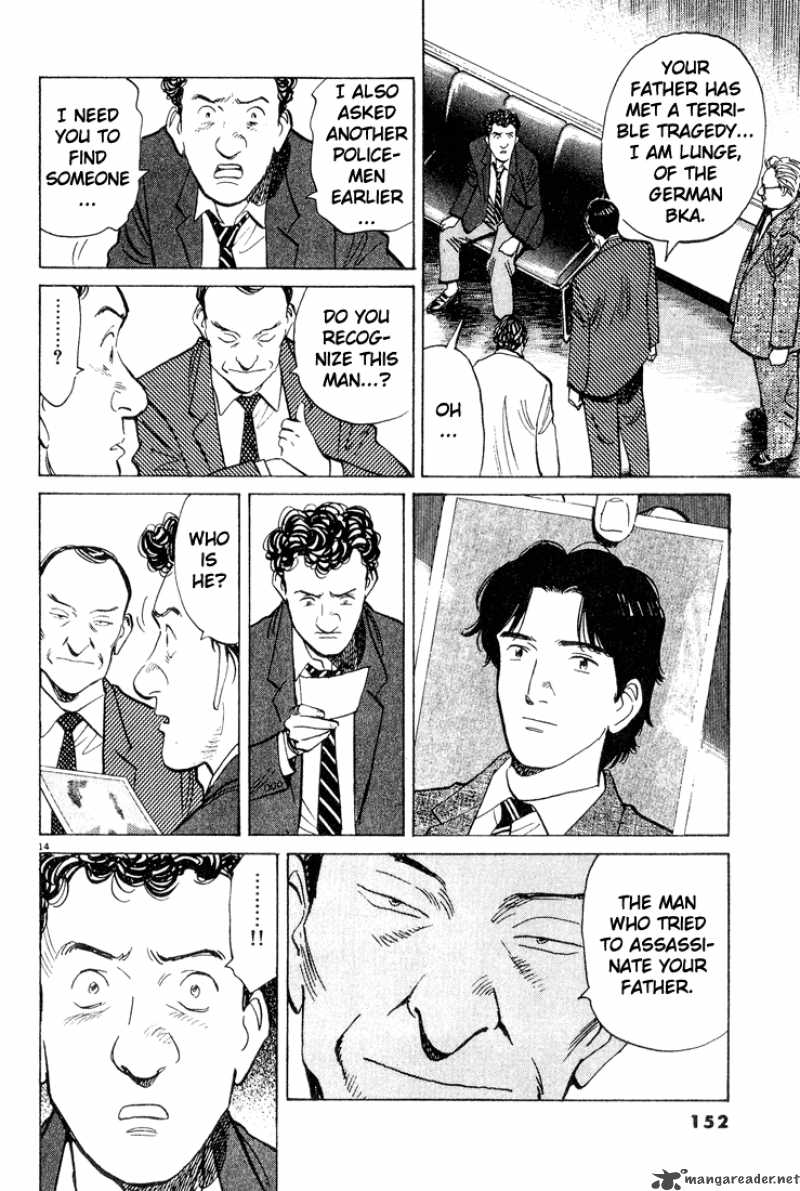 YOUR
FATHER HAS
MET A TERRI-
BLE TRAGEDY...
I AM LUNGE,
OF THE
GERMAN
BKA.
OH
...
I ALSO
ASKED
ANOTHER
POLICE-
MEN
EARLIER
...
I NEED
YOU TO
FIND
SOMEONE
...
DO YOU
RECOG-
NIZE THIS
MAN...?
.........?
WHO
IS
HE?
14
THE MAN
WHO TRIED
TO ASSASSI-
NATE YOUR
FATHER.
.........!!
152
mangareader.net